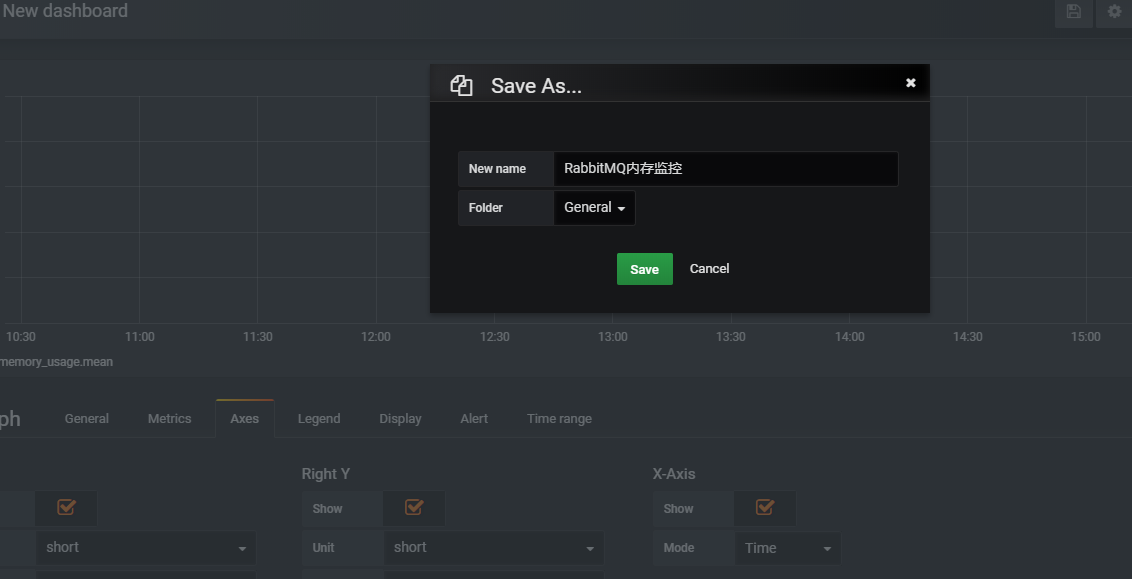 New dashboard
Save As...
New name RabbitMQ内存监控
Folder General
Save Cancel
10:30 11:00 11:30 12:00 12:30 13:00 13:30 14:00 14:30 15:00
memory_usage.mean
ph General Metrics Axes Legend Display Alert Time range
Right Y X-Axis
Show Show
short Unit short Mode Time